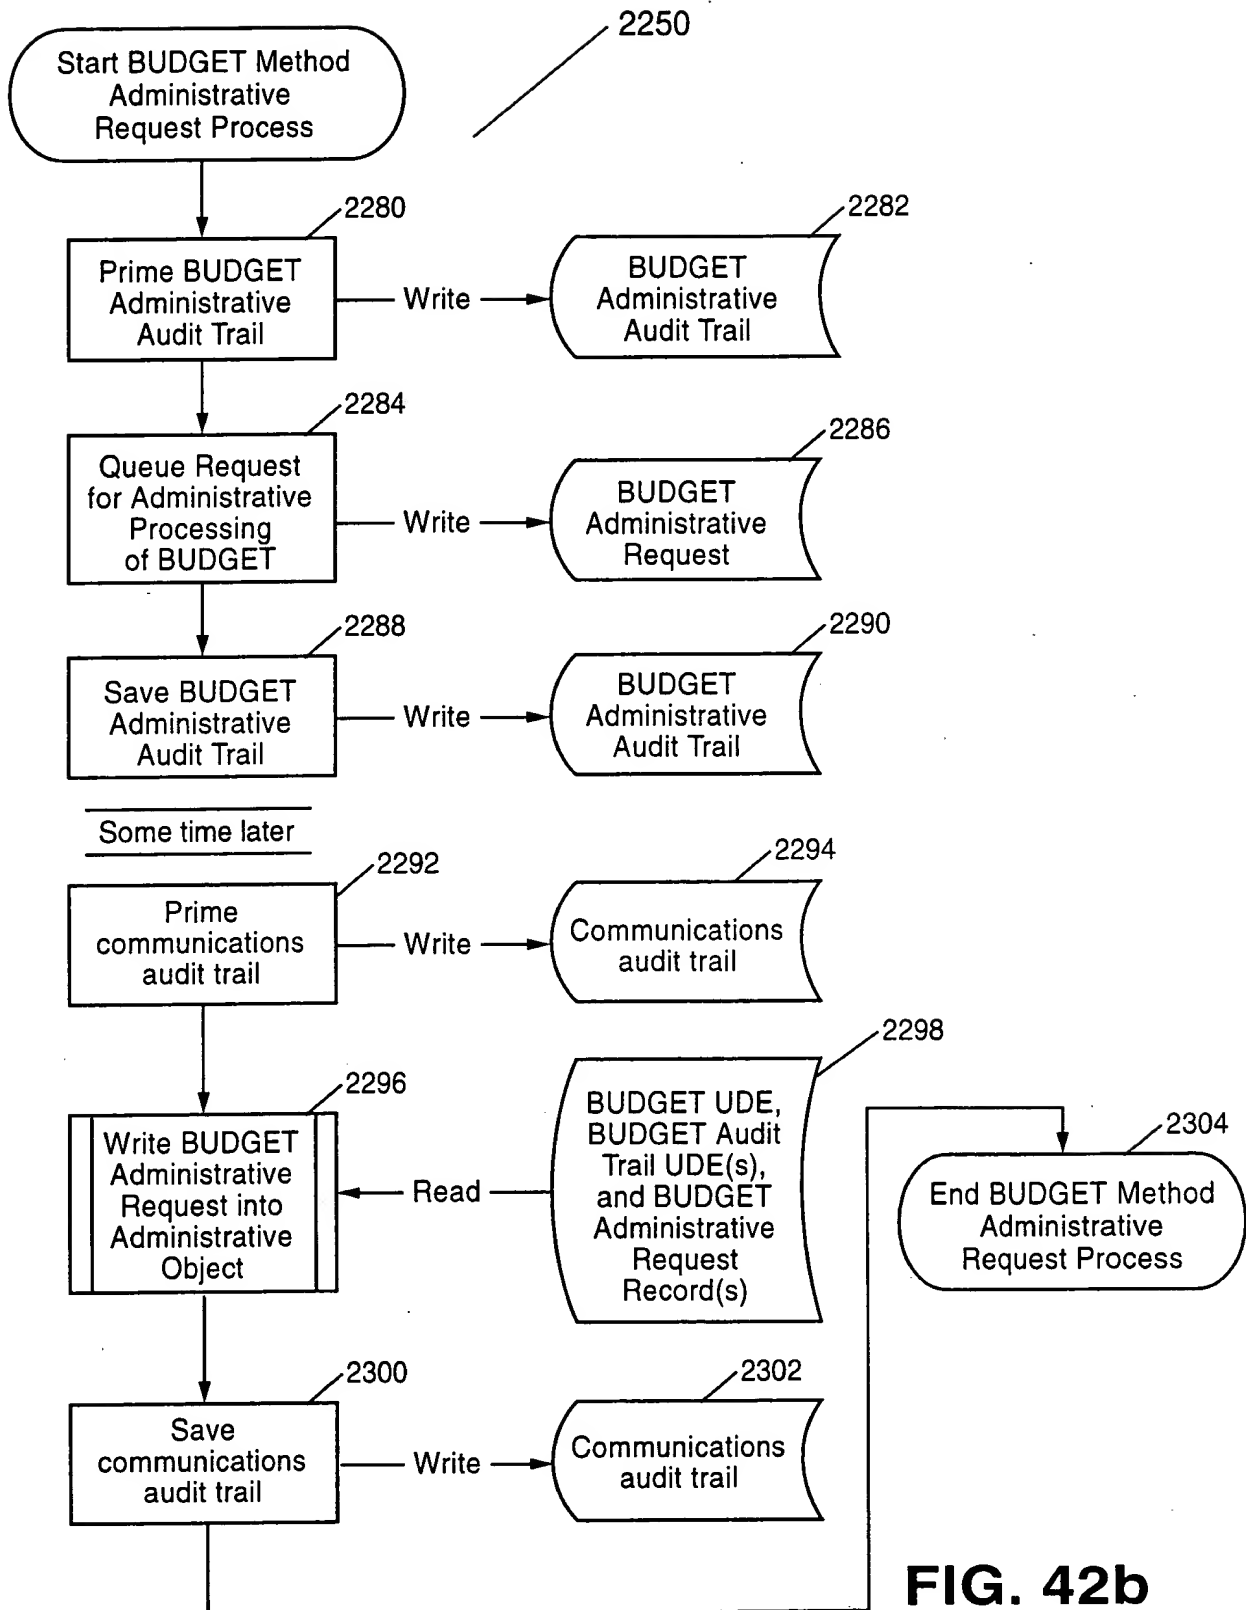 2250
Start BUDGET Method
Administrative
Request Process
2280
Prime BUDGET
Administrative
Audit Trail
Write
2282
BUDGET
Administrative
Audit Trail
2284
Queue Request
for Administrative
Processing
of BUDGET
Write
2286
BUDGET
Administrative
Request
2288
Save BUDGET
Administrative
Audit Trail
Write
2290
BUDGET
Administrative
Audit Trail
Some time later
2292
Prime
communications
audit trail
Write
2294
Communications
audit trail
2296
Write BUDGET
Administrative
Request into
Administrative
Object
Read
2298
BUDGET UDE,
BUDGET Audit
Trail UDE(s),
and BUDGET
Administrative
Request
Record(s)
2300
Save
communications
audit trail
Write
2302
Communications
audit trail
2304
End BUDGET Method
Administrative
Request Process
FIG. 42b